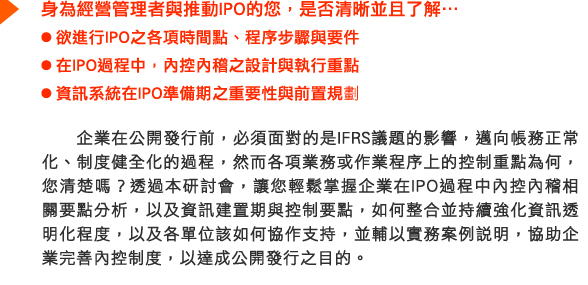 身為經營管理者與推動IPO的您，是否清晰並且了解…
● 欲進行IPO之各項時間點、程序步驟與要件
● 在IPO過程中，內控內稽之設計與執行重點
● 資訊系統在IPO準備期之重要性與前置規劃
企業在公開發行前，必須面對的是IFRS議題的影響，邁向帳務正常
化、制度健全化的過程，然而各項業務或作業程序上的控制重點為何，
您清楚嗎？透過本研討會，讓您輕鬆掌握企業在IPO過程中內控內稽相
關要點分析，以及資訊建置期與控制要點，如何整合並持續強化資訊透
明化程度，以及各單位該如何協作支持，並輔以實務案例說明，協助企
業完善內控制度，以達成公開發行之目的。